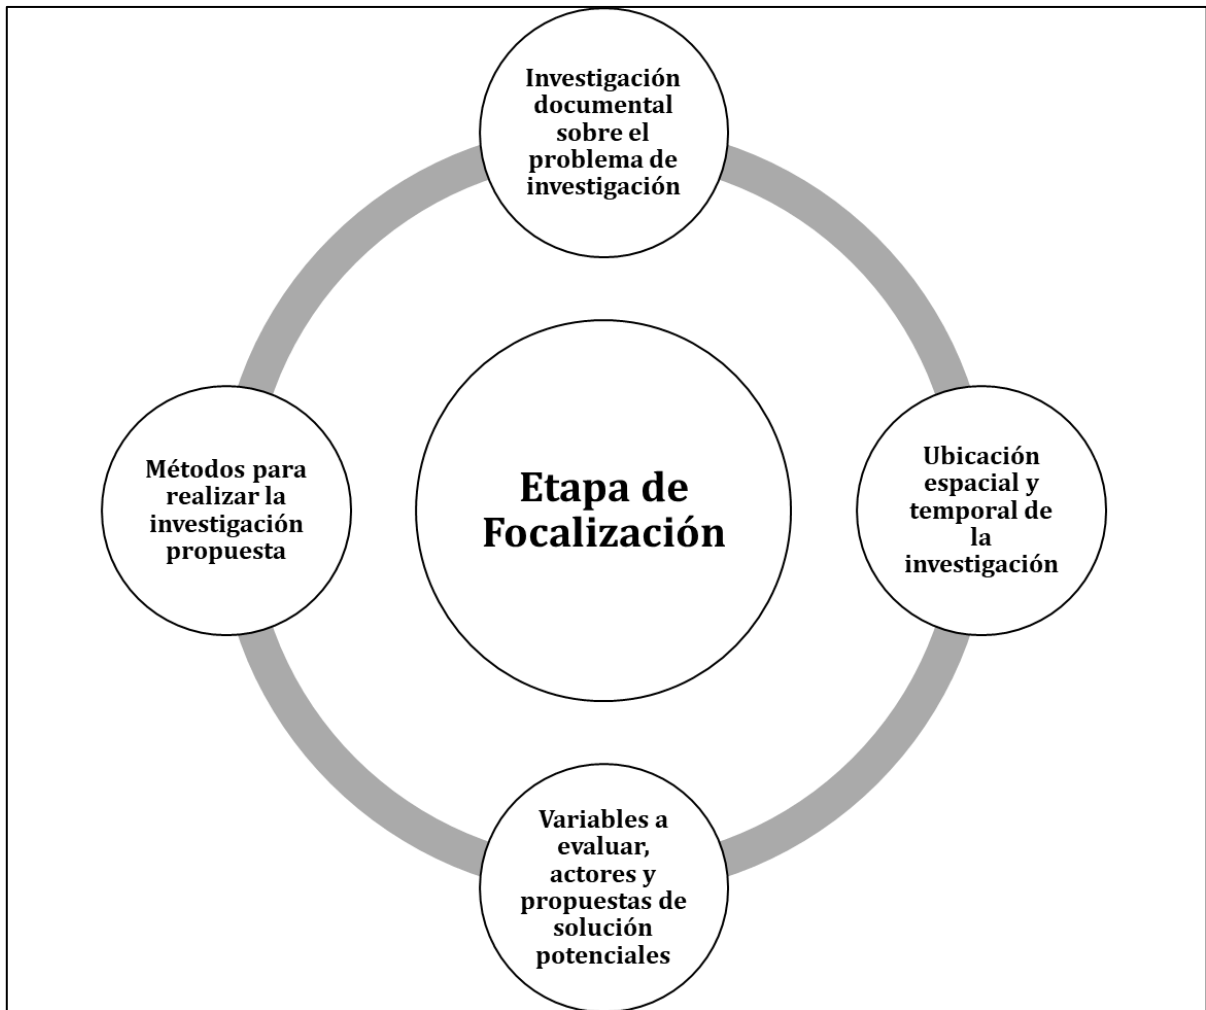 Investigación
documental
sobre el
problema de
investigación
Etapa de
Focalización
Ubicación
espacial y
temporal de
la
investigación
Variables a
evaluar,
actores y
propuestas de
solución
potenciales
Métodos para
realizar la
investigación
propuesta